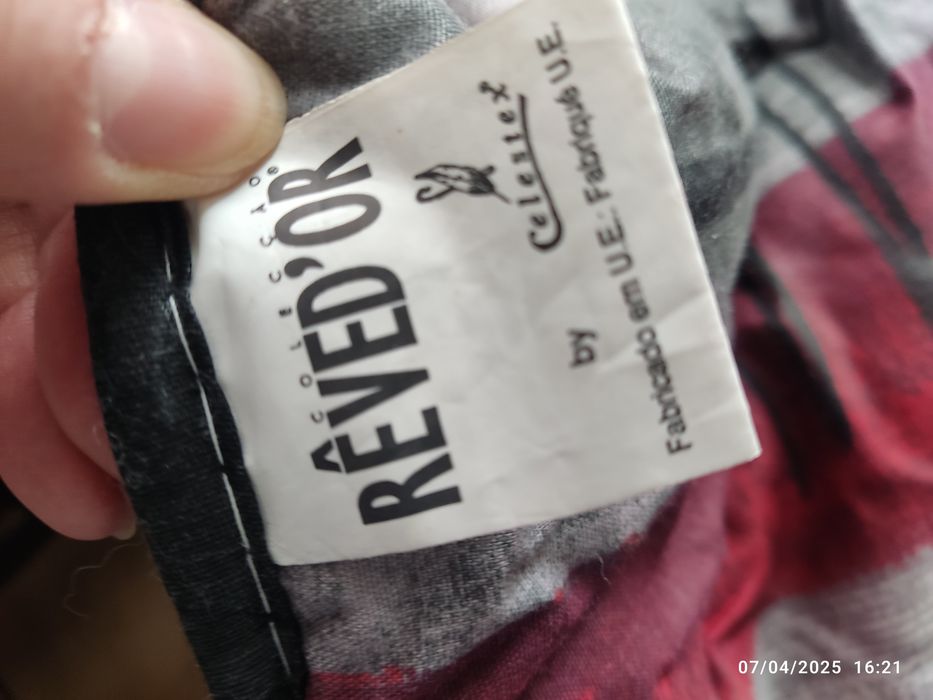 COLECÇÃO
RÊVED'OR
by Celestex
Fabricado em U.E.: Fabriqué U.E.
07/04/2025 16:21